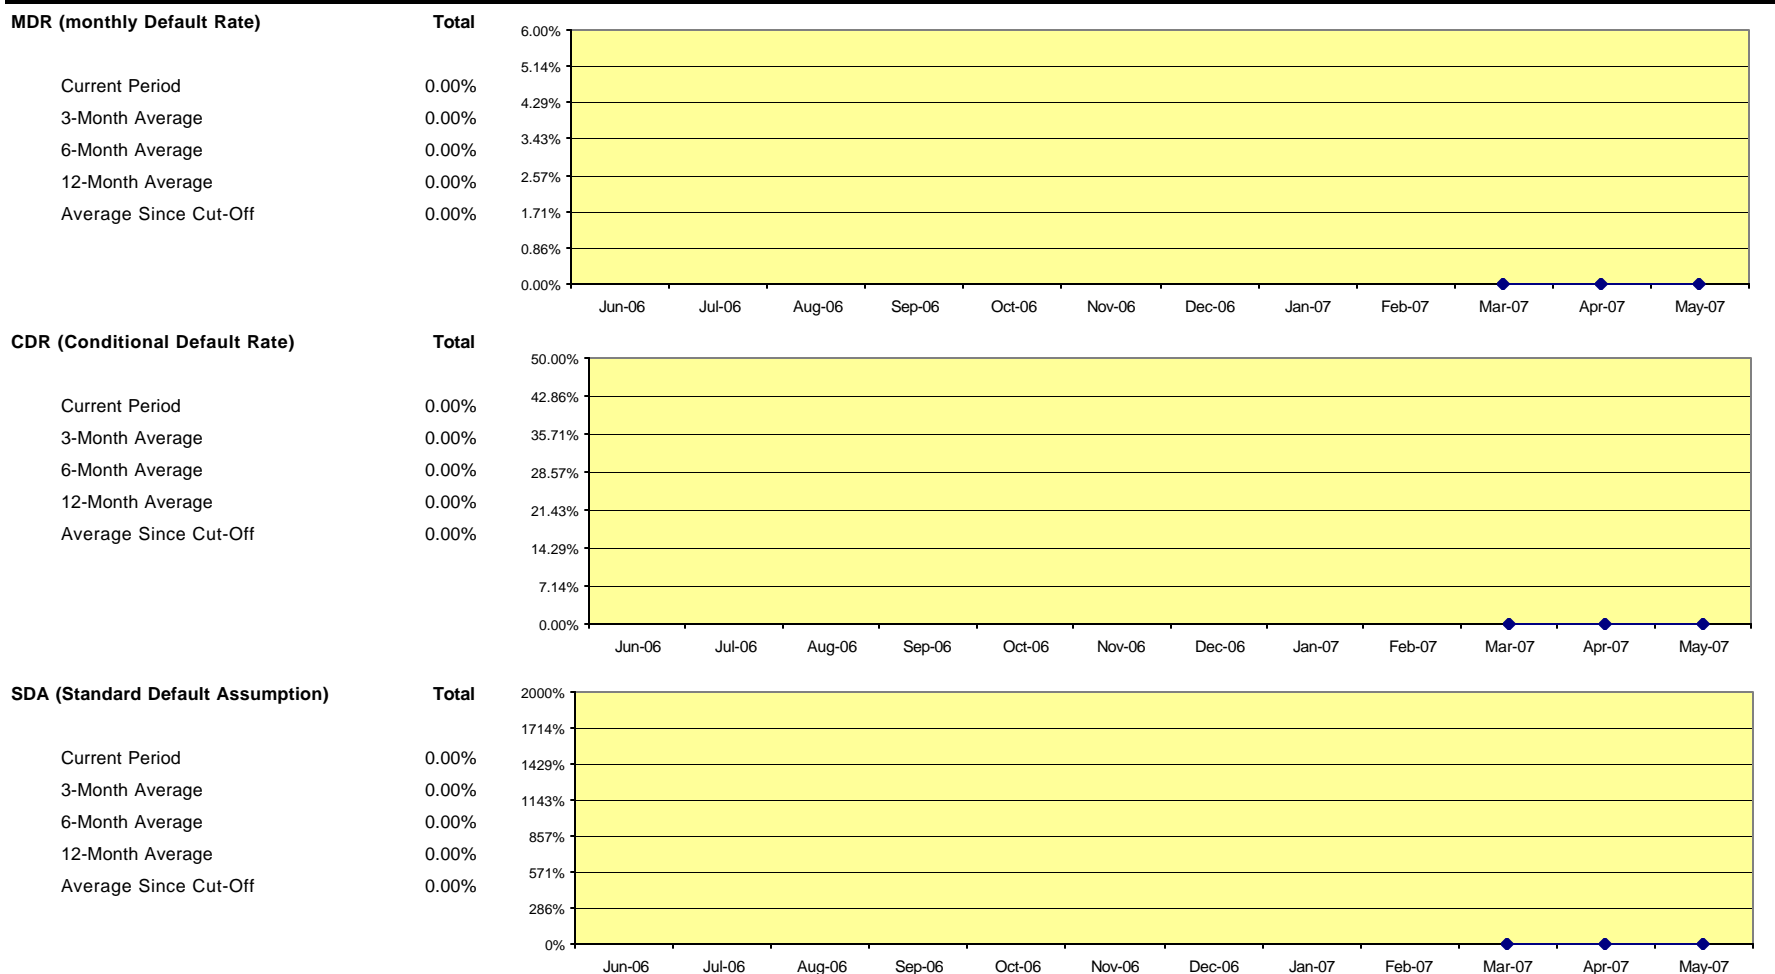 MDR (monthly Default Rate) Total
Current Period 0.00%
3-Month Average 0.00%
6-Month Average 0.00%
12-Month Average 0.00%
Average Since Cut-Off 0.00%
6.00%
5.14%
4.29%
3.43%
2.57%
1.71%
0.86%
0.00%
Jun-06 Jul-06 Aug-06 Sep-06 Oct-06 Nov-06 Dec-06 Jan-07 Feb-07 Mar-07 Apr-07 May-07
CDR (Conditional Default Rate) Total
Current Period 0.00%
3-Month Average 0.00%
6-Month Average 0.00%
12-Month Average 0.00%
Average Since Cut-Off 0.00%
50.00%
42.86%
35.71%
28.57%
21.43%
14.29%
7.14%
0.00%
Jun-06 Jul-06 Aug-06 Sep-06 Oct-06 Nov-06 Dec-06 Jan-07 Feb-07 Mar-07 Apr-07 May-07
SDA (Standard Default Assumption) Total
Current Period 0.00%
3-Month Average 0.00%
6-Month Average 0.00%
12-Month Average 0.00%
Average Since Cut-Off 0.00%
2000%
1714%
1429%
1143%
857%
571%
286%
0%
Jun-06 Jul-06 Aug-06 Sep-06 Oct-06 Nov-06 Dec-06 Jan-07 Feb-07 Mar-07 Apr-07 May-07